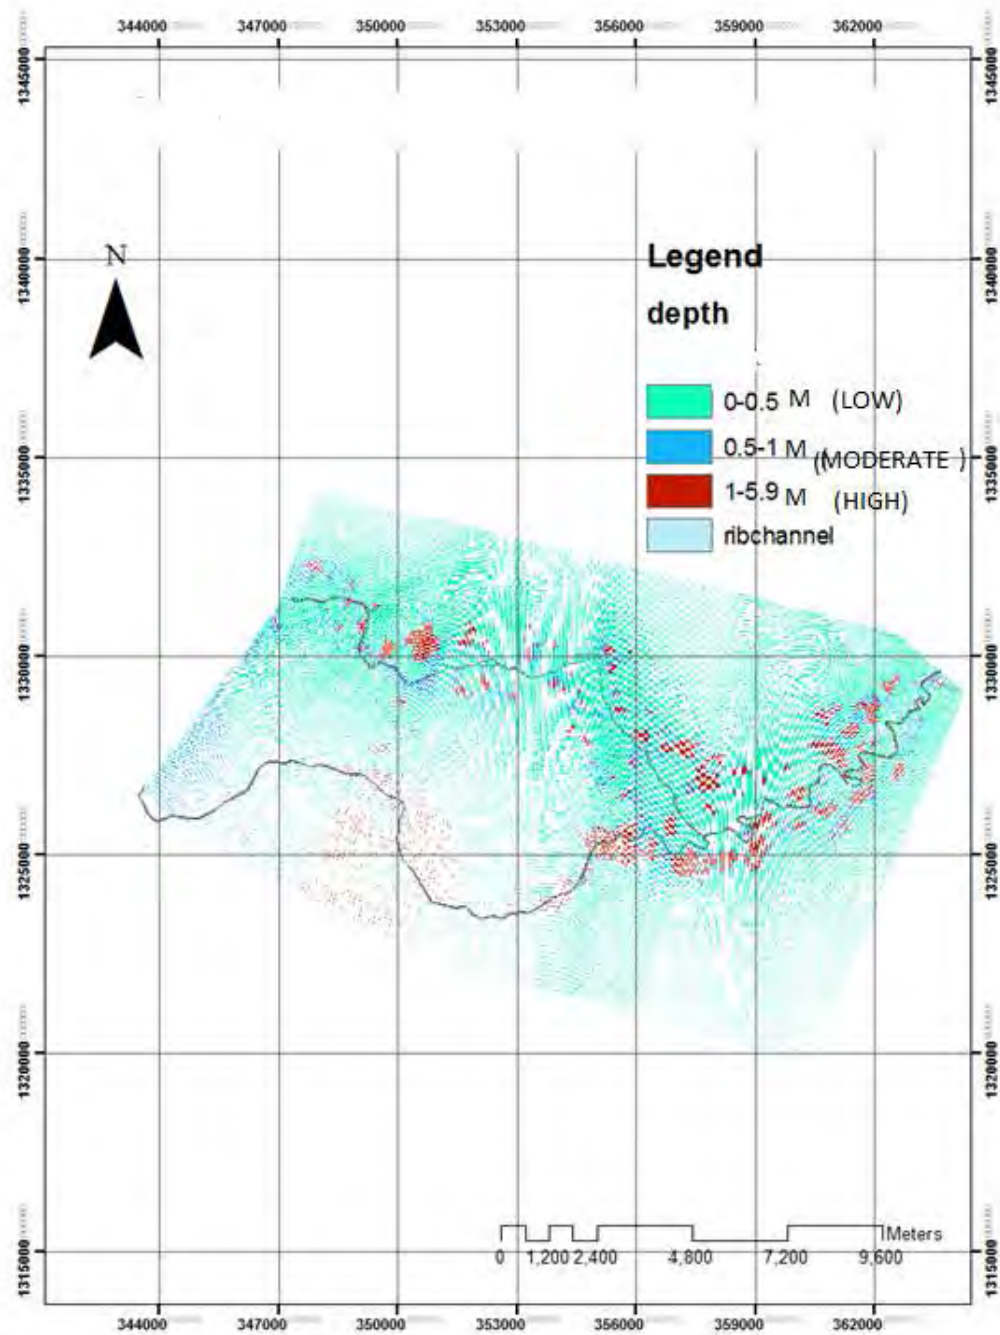 344000 347000 350000 353000 356000 359000 362000
1345000 1345000
N
1340000 1340000
Legend
depth
0-0.5 M (LOW)
0.5-1 M (MODERATE )
1335000 1335000
1-5.9 M (HIGH)
ribchannel
1330000 1330000
1325000 1325000
1320000 1320000
Meters
0 1,200 2,400 4,800 7,200 9,600
1315000 1315000
344000 347000 350000 353000 356000 359000 362000